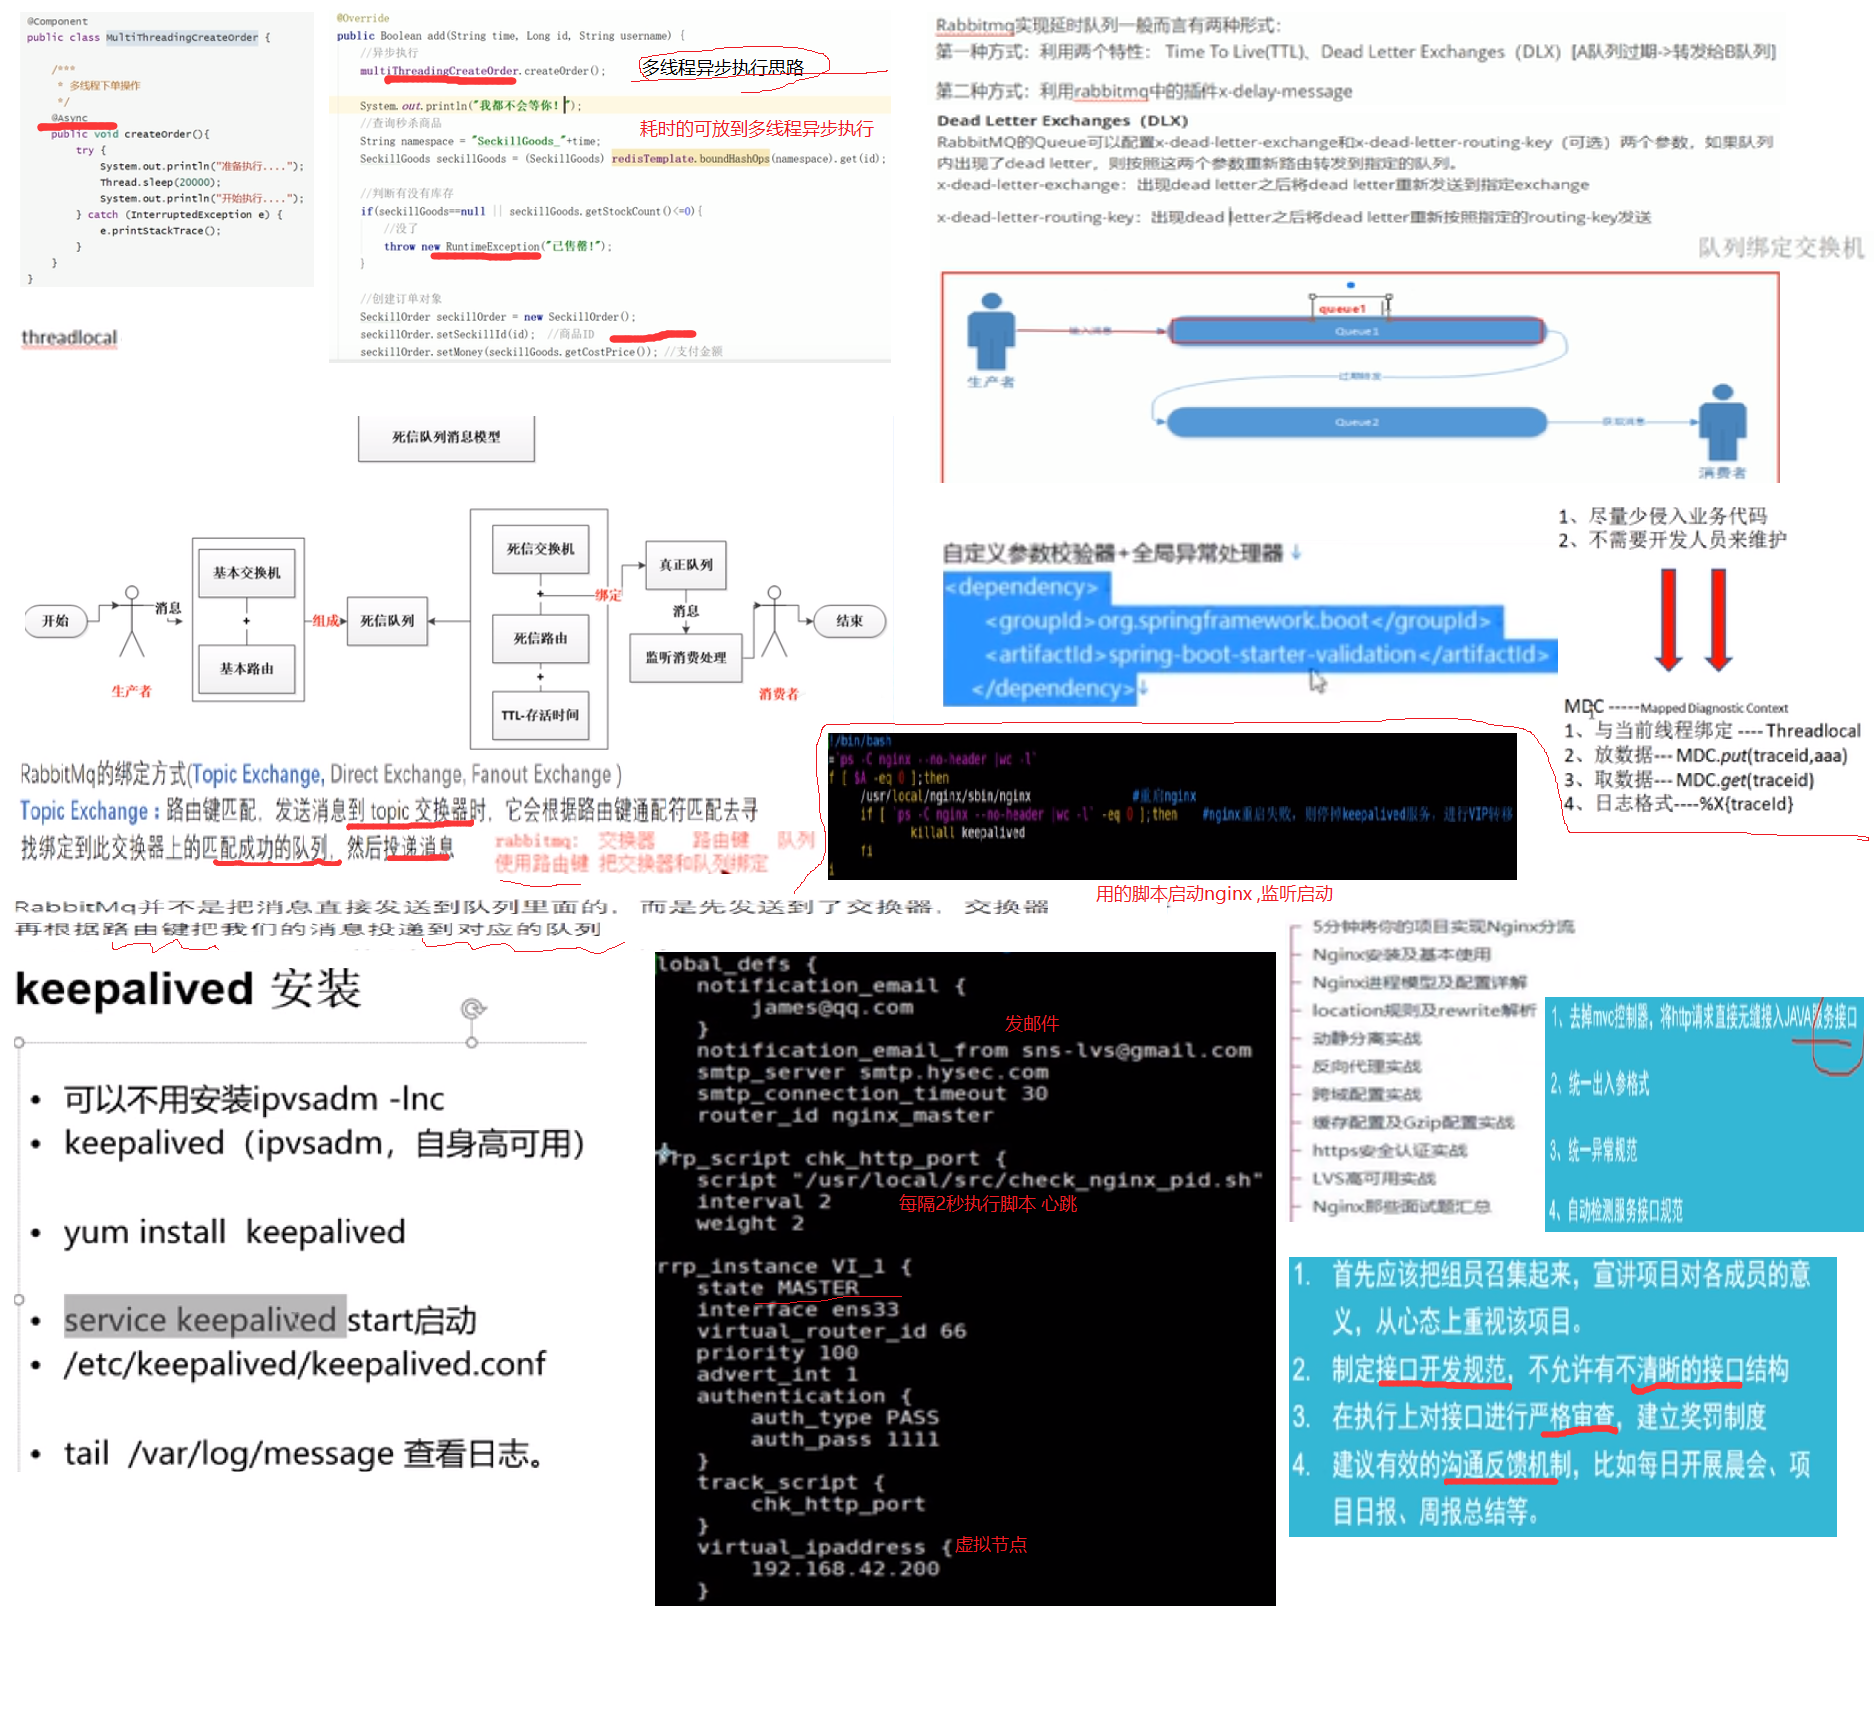 @Component
public class MultiThreadingCreateOrder {
/***
* 多线程下单操作
*/
@Async
public void createOrder(){
try {
System.out.println("准备执行....");
Thread.sleep(20000);
System.out.println("开始执行....");
} catch (InterruptedException e) {
e.printStackTrace();
}
}
}
threadlocal
@Override
public Boolean add(String time, Long id, String username) {
//异步执行
multiThreadingCreateOrder.createOrder();
多线程异步执行思路
System.out.println("我都不会等你!");
//查询秒杀商品
耗时的可放到多线程异步执行
String namespace = "SeckillGoods_"+time;
SeckillGoods seckillGoods = (SeckillGoods) redisTemplate.boundHashOps(namespace).get(id);
//判断有没有库存
if(seckillGoods==null || seckillGoods.getStockCount()<=0){
//没了
throw new RuntimeException("已售罄!");
}
//创建订单对象
SeckillOrder seckillOrder = new SeckillOrder();
seckillOrder.setSeckillId(id); //商品ID
seckillOrder.setMoney(seckillGoods.getCostPrice()); //支付金额
Rabbitmq实现延时队列一般而言有两种形式：
第一种方式：利用两个特性： Time To Live(TTL)、Dead Letter Exchanges（DLX）[A队列过期->转发给B队列]
第二种方式：利用rabbitmq中的插件x-delay-message
Dead Letter Exchanges（DLX）
RabbitMQ的Queue可以配置x-dead-letter-exchange和x-dead-letter-routing-key（可选）两个参数，如果队列
内出现了dead letter，则按照这两个参数重新路由转发到指定的队列。
x-dead-letter-exchange：出现dead letter之后将dead letter重新发送到指定exchange
x-dead-letter-routing-key：出现dead letter之后将dead letter重新按照指定的routing-key发送
队列绑定交换机
queue1
Queue1
输入消息
生产者
过期转发
Queue2
获取消息
消费者
死信队列消息模型
开始
消息
生产者
基本交换机
+
基本路由
组成
死信队列
死信交换机
+
死信路由
+
TTL-存活时间
绑定
真正队列
消息
监听消费处理
消费者
结束
RabbitMq的绑定方式(Topic Exchange, Direct Exchange, Fanout Exchange )
Topic Exchange：路由键匹配，发送消息到 topic 交换器时，它会根据路由键通配符匹配去寻
找绑定到此交换器上的匹配成功的队列，然后投递消息
rabbitmq: 交换器 路由键 队列
使用路由键 把交换器和队列绑定
RabbitMq并不是把消息直接发送到队列里面的，而是先发送到了交换器，交换器
再根据路由键把我们的消息投递到对应的队列
自定义参数校验器+全局异常处理器↓
<dependency>
<groupId>org.springframework.boot</groupId>
<artifactId>spring-boot-starter-validation</artifactId>
</dependency>↓
1、尽量少侵入业务代码
2、不需要开发人员来维护
MDC -----Mapped Diagnostic Context
1、与当前线程绑定 ---- Threadlocal
2、放数据--- MDC.put(traceid,aaa)
3、取数据--- MDC.get(traceid)
4、日志格式----%X{traceId}
!/bin/bash
=`ps -C nginx --no-header |wc -l`
f [ $A -eq 0 ];then
/usr/local/nginx/sbin/nginx #重启nginx
if [ `ps -C nginx --no-header |wc -l` -eq 0 ];then #nginx重启失败，则停掉keepalived服务，进行VIP转移
killall keepalived
fi
用的脚本启动nginx ,监听启动
keepalived 安装
• 可以不用安装ipvsadm -lnc
• keepalived（ipvsadm，自身高可用）
• yum install keepalived
• service keepalived start启动
• /etc/keepalived/keepalived.conf
• tail /var/log/message 查看日志。
lobal_defs {
notification_email {
james@qq.com
}
发邮件
notification_email_from sns-lvs@gmail.com
smtp_server smtp.hysec.com
smtp_connection_timeout 30
router_id nginx_master
rrp_script chk_http_port {
script "/usr/local/src/check_nginx_pid.sh"
interval 2
每隔2秒执行脚本 心跳
weight 2
rrp_instance VI_1 {
state MASTER
interface ens33
virtual_router_id 66
priority 100
advert_int 1
authentication {
auth_type PASS
auth_pass 1111
}
track_script {
chk_http_port
}
virtual_ipaddress {
虚拟节点
192.168.42.200
}
5分钟将你的项目实现Nginx分流
Nginx安装及基本使用
Nginx进程模型及配置详解
location规则及rewrite解析
动静分离实战
反向代理实战
跨域配置实战
缓存配置及Gzip配置实战
https安全认证实战
LVS高可用实战
Nginx那些面试题汇总
1、去掉mvc控制器，将http请求直接无缝接入JAVA服务接口
2、统一出入参格式
3、统一异常规范
4、自动检测服务接口规范
1. 首先应该把组员召集起来，宣讲项目对各成员的意
义，从心态上重视该项目。
2. 制定接口开发规范，不允许有不清晰的接口结构
3. 在执行上对接口进行严格审查，建立奖罚制度
4. 建议有效的沟通反馈机制，比如每日开展晨会、项
目日报、周报总结等。